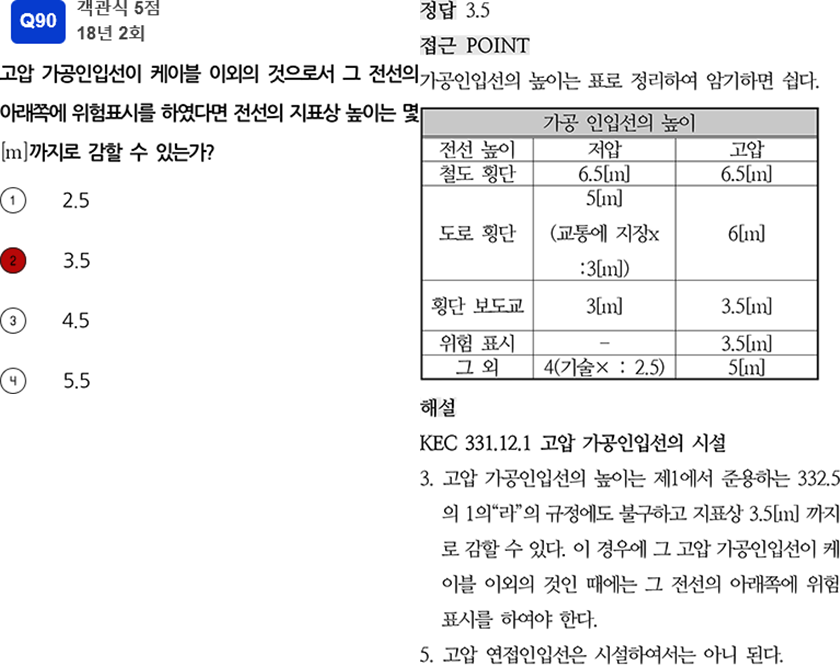 Q90
객관식 5점
18년 2회
고압 가공인입선이 케이블 이외의 것으로서 그 전선의
아래쪽에 위험표시를 하였다면 전선의 지표상 높이는 몇
[m]까지로 감할 수 있는가?
1 2.5
2 3.5
3 4.5
4 5.5
정답 3.5
접근 POINT
가공인입선의 높이는 표로 정리하여 암기하면 쉽다.
가공 인입선의 높이
전선 높이 저압 고압
철도 횡단 6.5[m] 6.5[m]
도로 횡단 5[m] (교통에 지장x :3[m]) 6[m]
횡단 보도교 3[m] 3.5[m]
위험 표시 - 3.5[m]
그 외 4(기술× : 2.5) 5[m]
해설
KEC 331.12.1 고압 가공인입선의 시설
3. 고압 가공인입선의 높이는 제1에서 준용하는 332.5
의 1의“라”의 규정에도 불구하고 지표상 3.5[m] 까지
로 감할 수 있다. 이 경우에 그 고압 가공인입선이 케
이블 이외의 것인 때에는 그 전선의 아래쪽에 위험
표시를 하여야 한다.
5. 고압 연접인입선은 시설하여서는 아니 된다.